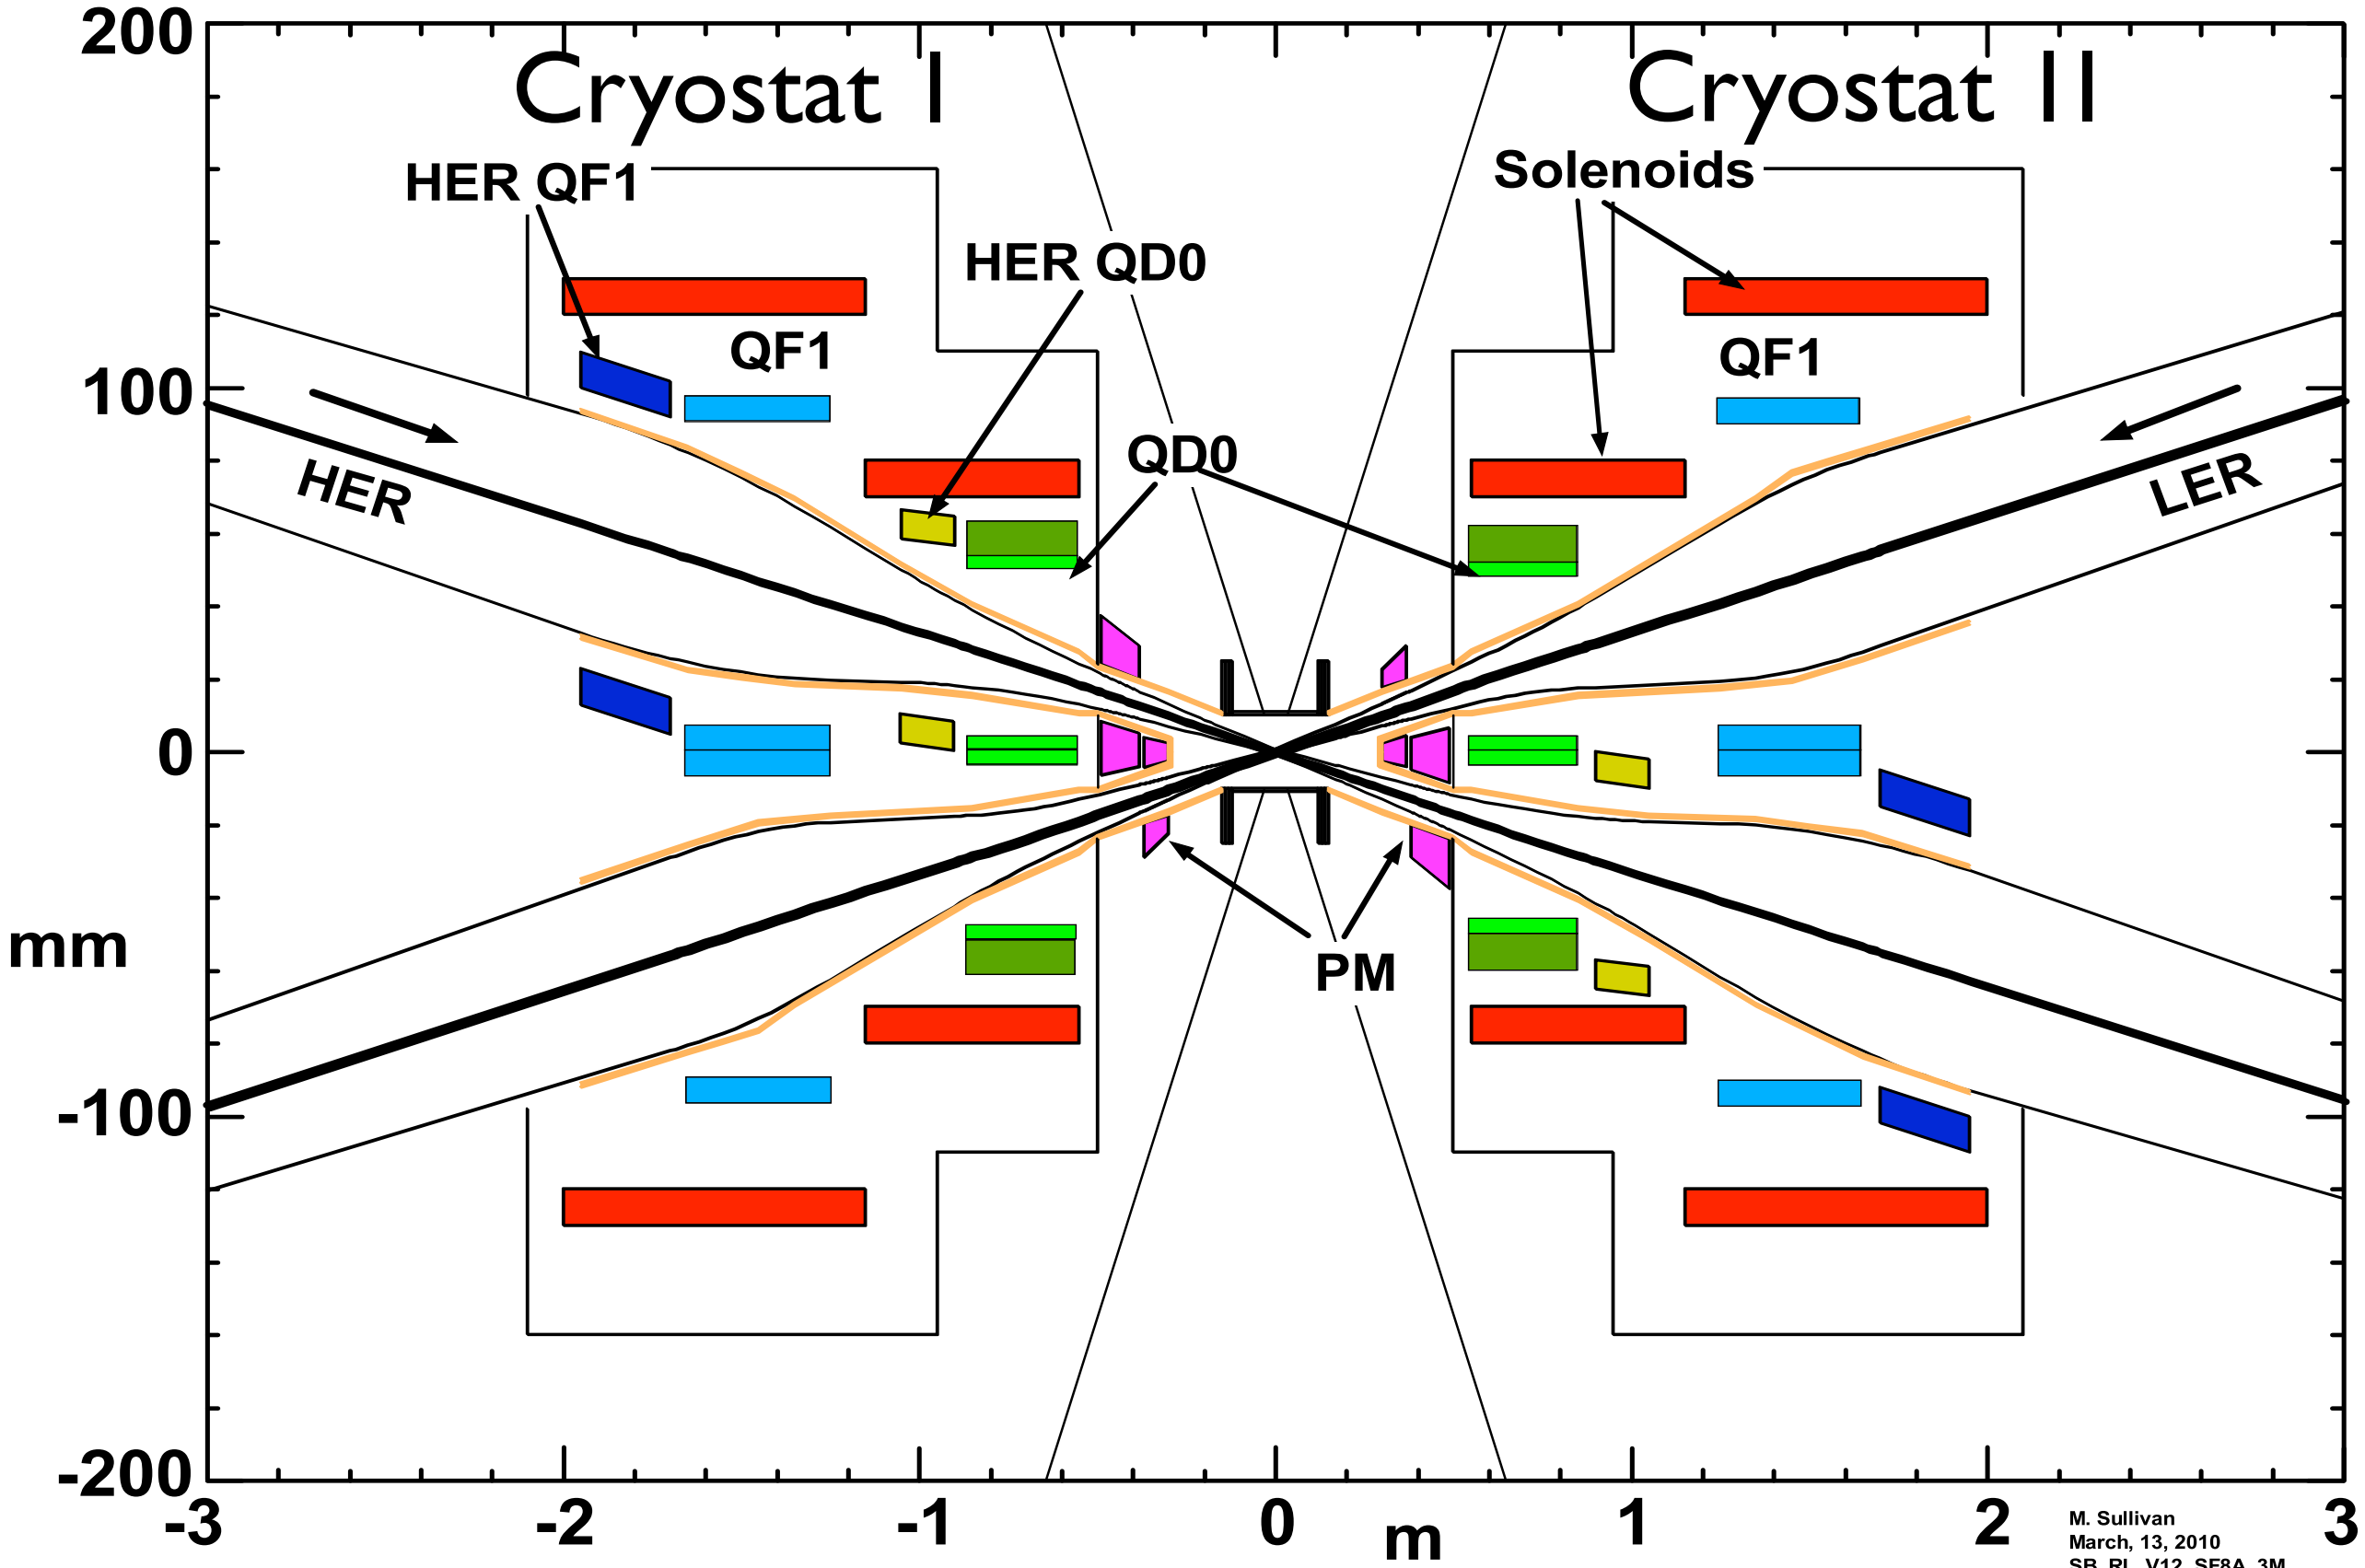 200
Cryostat I
Cryostat II
HER QF1
Solenoids
HER QD0
QF1
QF1
100
QD0
HER
LER
0
mm
PM
-100
-200
-3
-2
-1
0
m
1
2
3
M. Sullivan
March, 13, 2010
SB_RL_V12_SF8A_3M